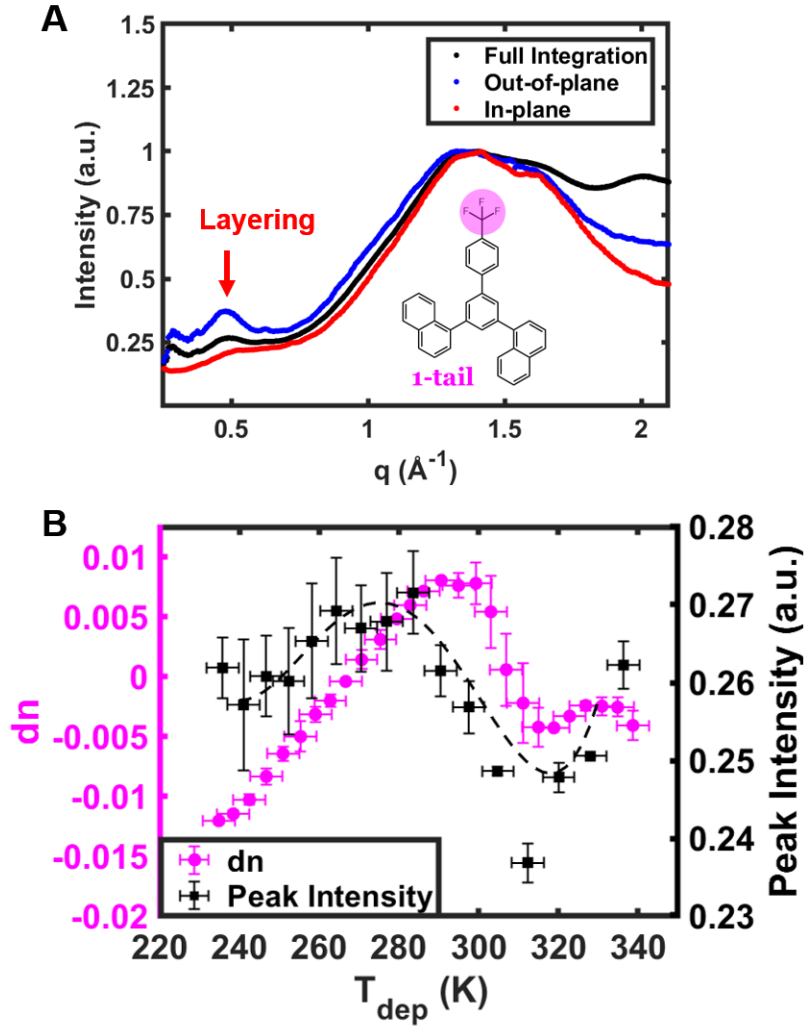 A
1.5
1.25
1
0.75
0.5
0.25
Intensity (a.u.)
Full Integration
Out-of-plane
In-plane
Layering
F
F F
1-tail
0.5 1 1.5 2
q (Å⁻¹)
B
0.01
0.005
0
-0.005
-0.01
-0.015
-0.02
dn
0.28
0.27
0.26
0.25
0.24
0.23
Peak Intensity (a.u.)
dn
Peak Intensity
220 240 260 280 300 320 340
T_dep (K)